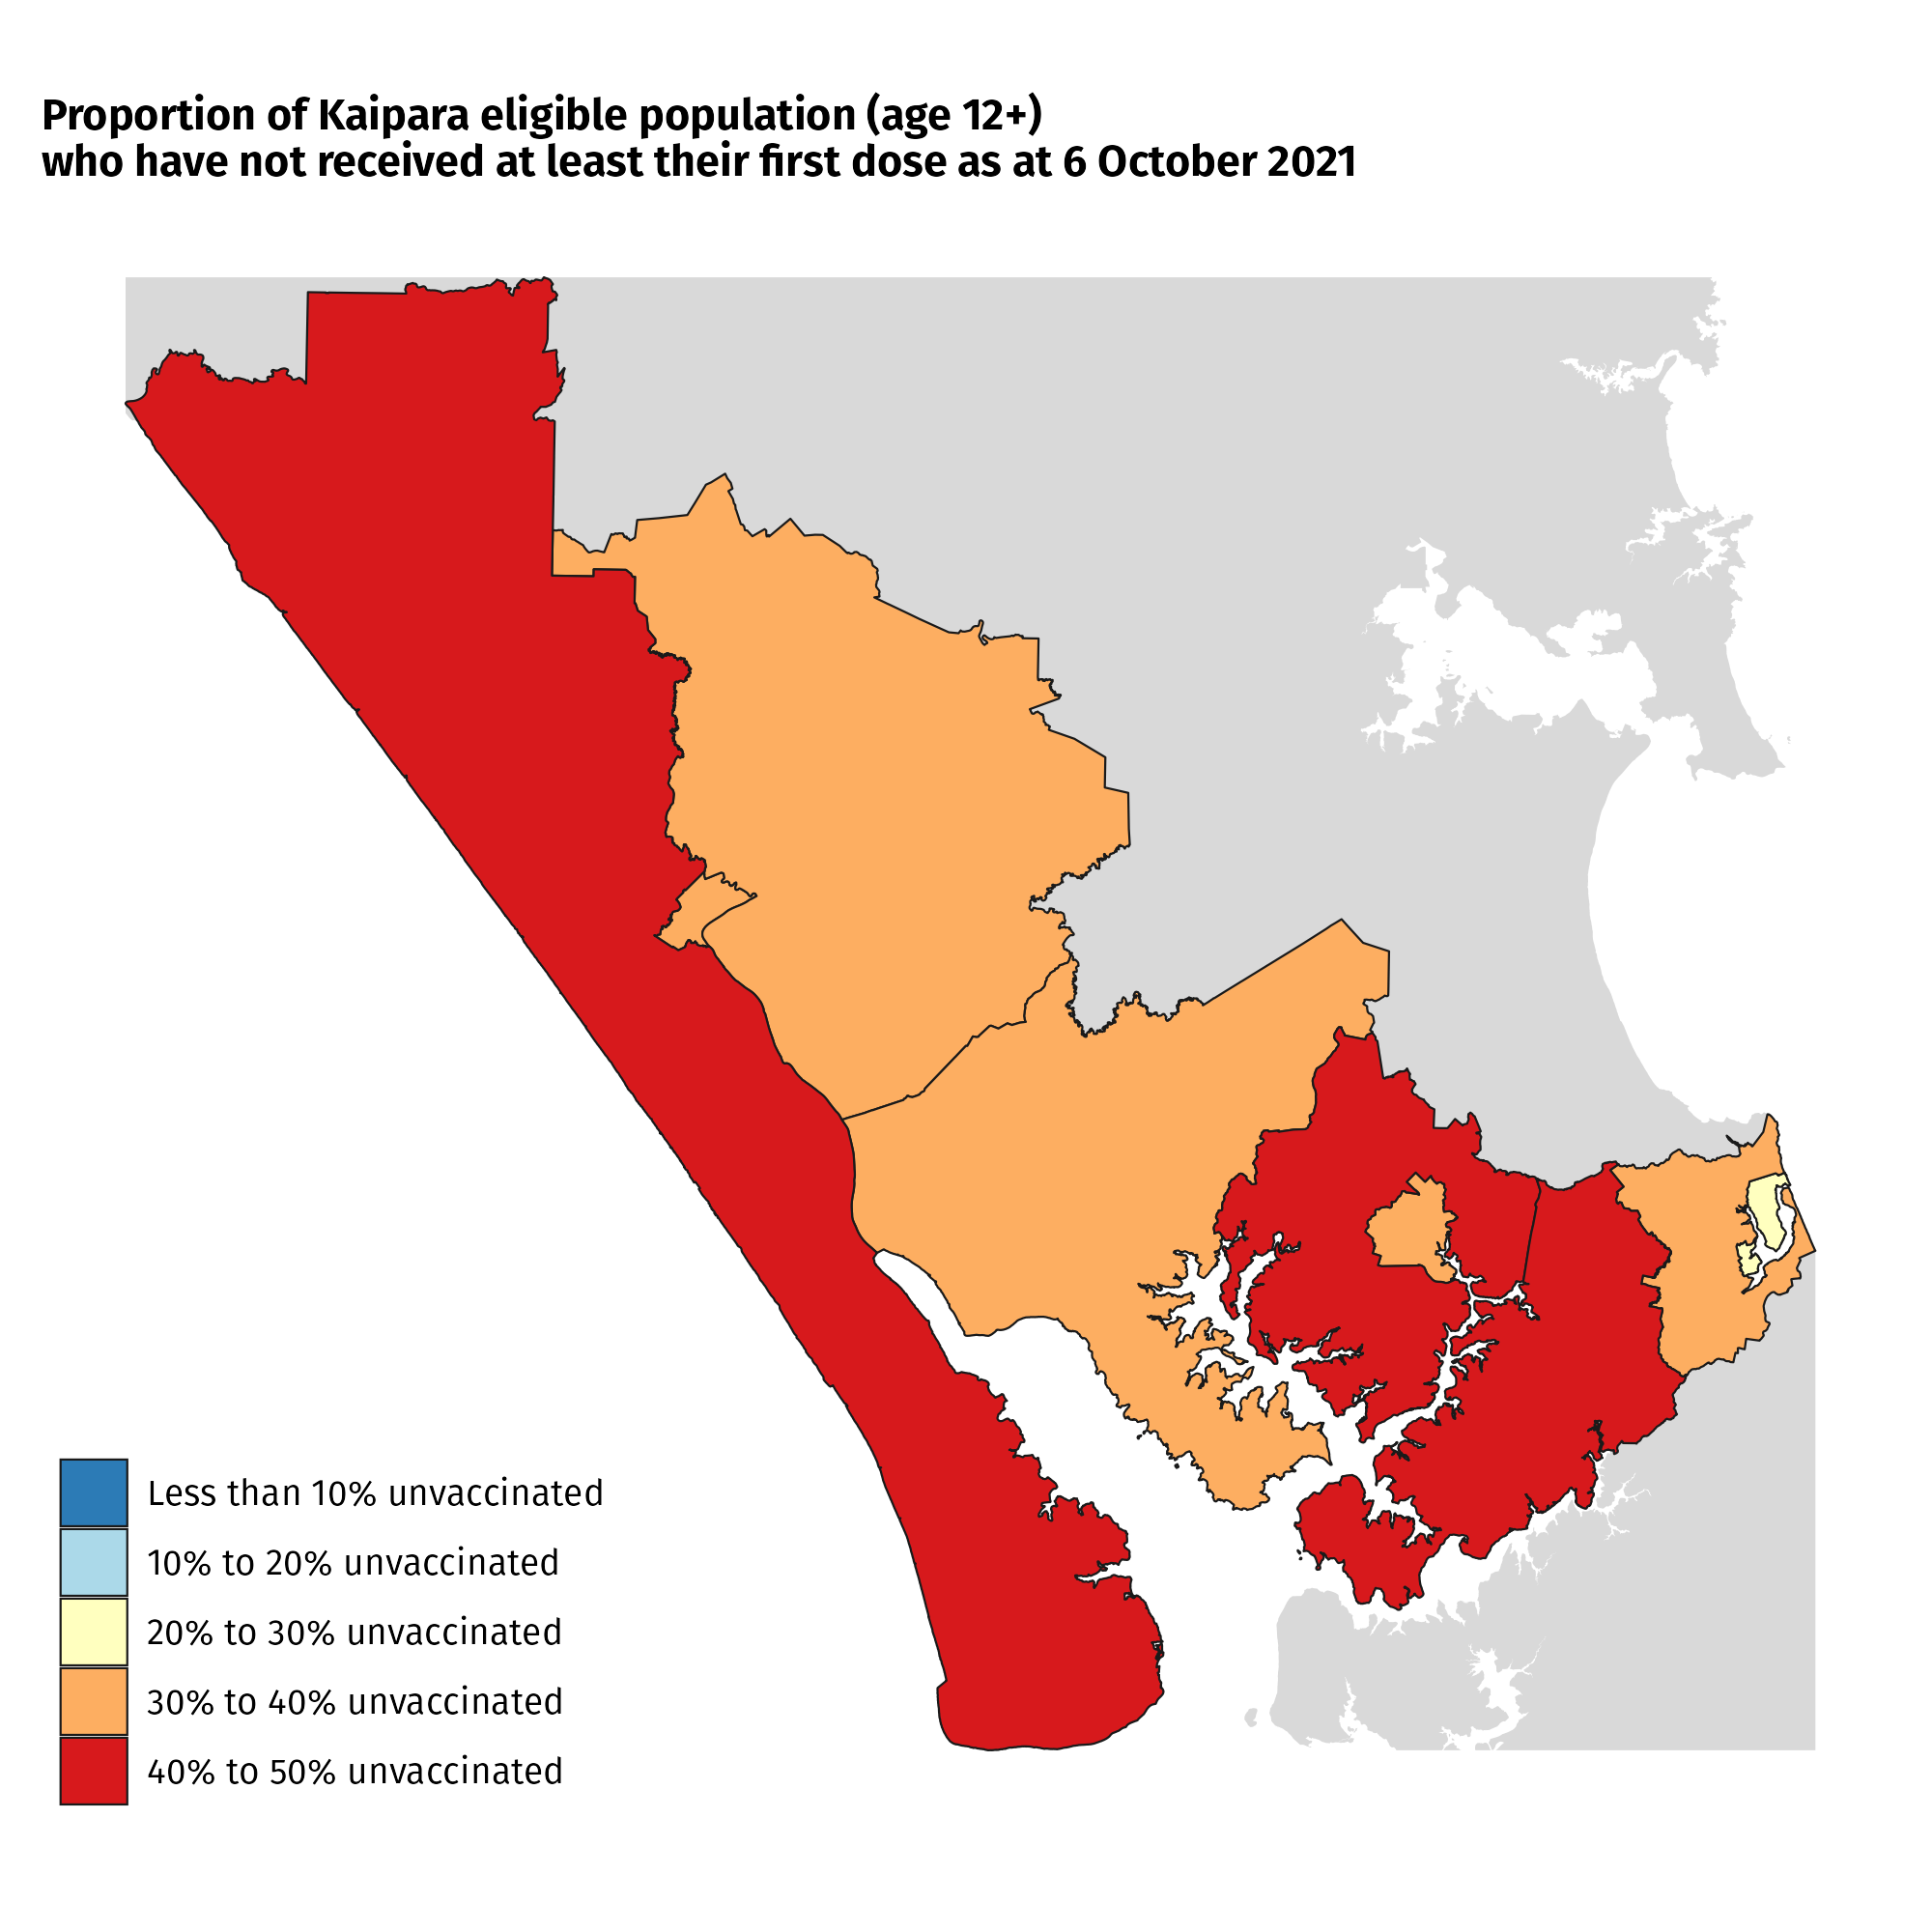 Proportion of Kaipara eligible population (age 12+)
who have not received at least their first dose as at 6 October 2021
Less than 10% unvaccinated
10% to 20% unvaccinated
20% to 30% unvaccinated
30% to 40% unvaccinated
40% to 50% unvaccinated